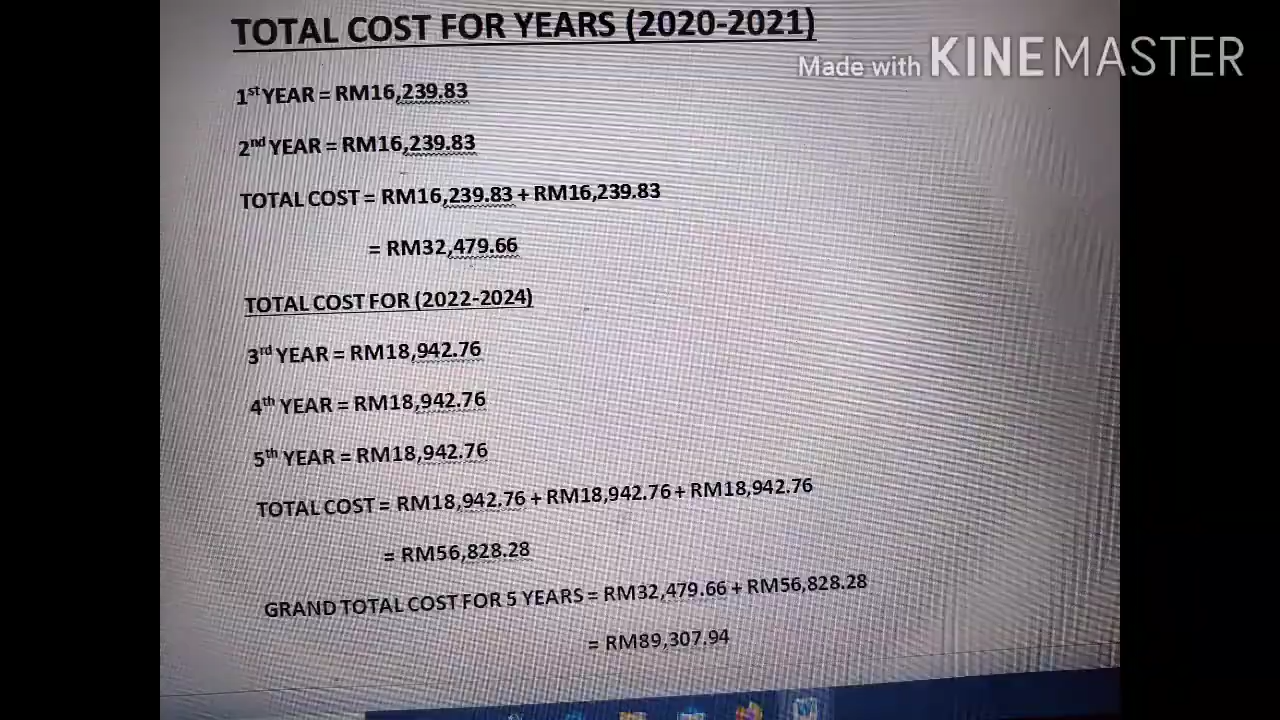 TOTAL COST FOR YEARS (2020-2021)
Made with KINEMASTER
1st YEAR = RM16,239.83
2nd YEAR = RM16,239.83
TOTAL COST = RM16,239.83 + RM16,239.83
= RM32,479.66
TOTAL COST FOR (2022-2024)
3rd YEAR = RM18,942.76
4th YEAR = RM18,942.76
5th YEAR = RM18,942.76
TOTAL COST = RM18,942.76 + RM18,942.76 + RM18,942.76
= RM56,828.28
GRAND TOTAL COST FOR 5 YEARS = RM32,479.66 + RM56,828.28
= RM89,307.94